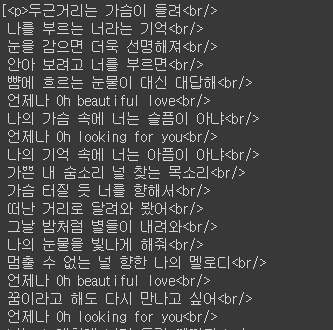 [<p>두근거리는 가슴이 들려<br/>
나를 부르는 너라는 기억<br/>
눈을 감으면 더욱 선명해져<br/>
안아 보려고 너를 부르면<br/>
뺨에 흐르는 눈물이 대신 대답해<br/>
언제나 Oh beautiful love<br/>
나의 가슴 속에 너는 슬픔이 아냐<br/>
언제나 Oh looking for you<br/>
나의 기억 속에 너는 아픔이 아냐<br/>
가쁜 내 숨소리 널 찾는 목소리<br/>
가슴 터질 듯 너를 향해서<br/>
떠난 거리로 달려와 봤어<br/>
그날 밤처럼 별들이 내려와<br/>
나의 눈물을 빛나게 해줘<br/>
멈출 수 없는 널 향한 나의 멜로디<br/>
언제나 Oh beautiful love<br/>
꿈이라고 해도 다시 만나고 싶어<br/>
언제나 Oh looking for you<br/>